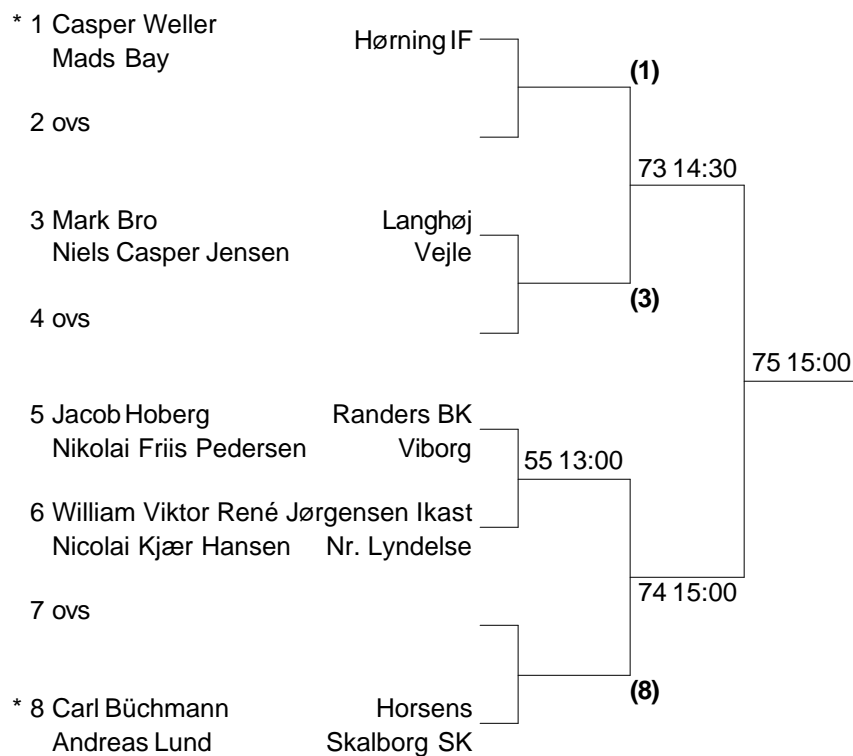 * 1 Casper Weller Hørning IF
Mads Bay
(1)
2 ovs
73 14:30
3 Mark Bro Langhøj
Niels Casper Jensen Vejle
(3)
4 ovs
75 15:00
5 Jacob Hoberg Randers BK
Nikolai Friis Pedersen Viborg
55 13:00
6 William Viktor René Jørgensen Ikast
Nicolai Kjær Hansen Nr. Lyndelse
74 15:00
7 ovs
(8)
* 8 Carl Büchmann Horsens
Andreas Lund Skalborg SK